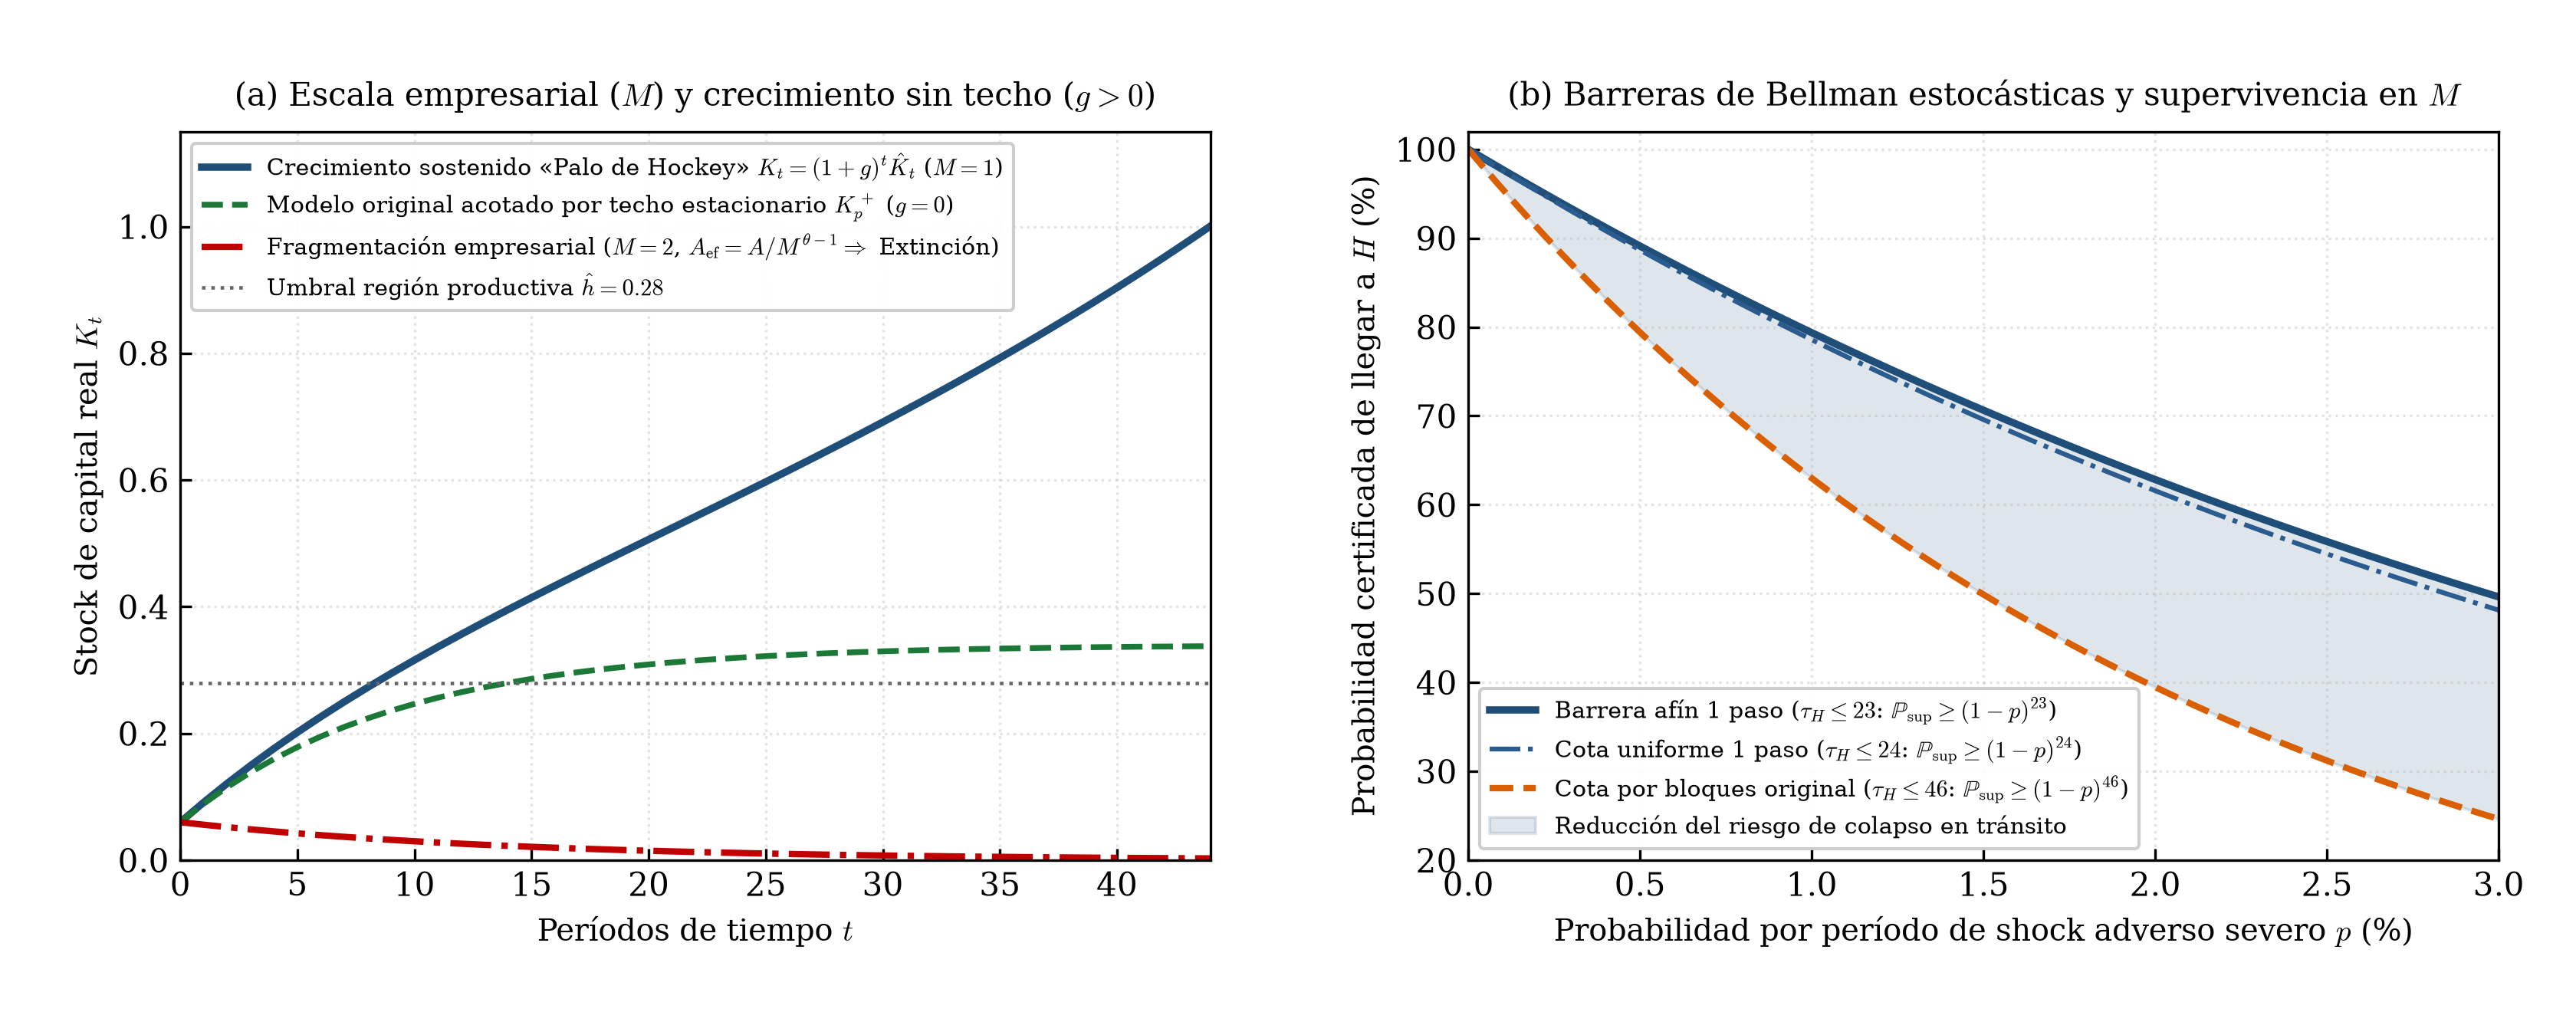 (a) Escala empresarial (M) y crecimiento sin techo (g > 0)
Stock de capital real K_t
1.0
0.8
0.6
0.4
0.2
0.0
Crecimiento sostenido «Palo de Hockey» K_t = (1 + g)^t K̂_t (M = 1)
Modelo original acotado por techo estacionario K_p^+ (g = 0)
Fragmentación empresarial (M = 2, A_ef = A/M^{θ−1} ⇒ Extinción)
Umbral región productiva ĥ = 0.28
0 5 10 15 20 25 30 35 40
Períodos de tiempo t
(b) Barreras de Bellman estocásticas y supervivencia en M
Probabilidad certificada de llegar a H (%)
100
90
80
70
60
50
40
30
20
Barrera afín 1 paso (τ_H ≤ 23: ℙ_sup ≥ (1 − p)^23)
Cota uniforme 1 paso (τ_H ≤ 24: ℙ_sup ≥ (1 − p)^24)
Cota por bloques original (τ_H ≤ 46: ℙ_sup ≥ (1 − p)^46)
Reducción del riesgo de colapso en tránsito
0.0 0.5 1.0 1.5 2.0 2.5 3.0
Probabilidad por período de shock adverso severo p (%)